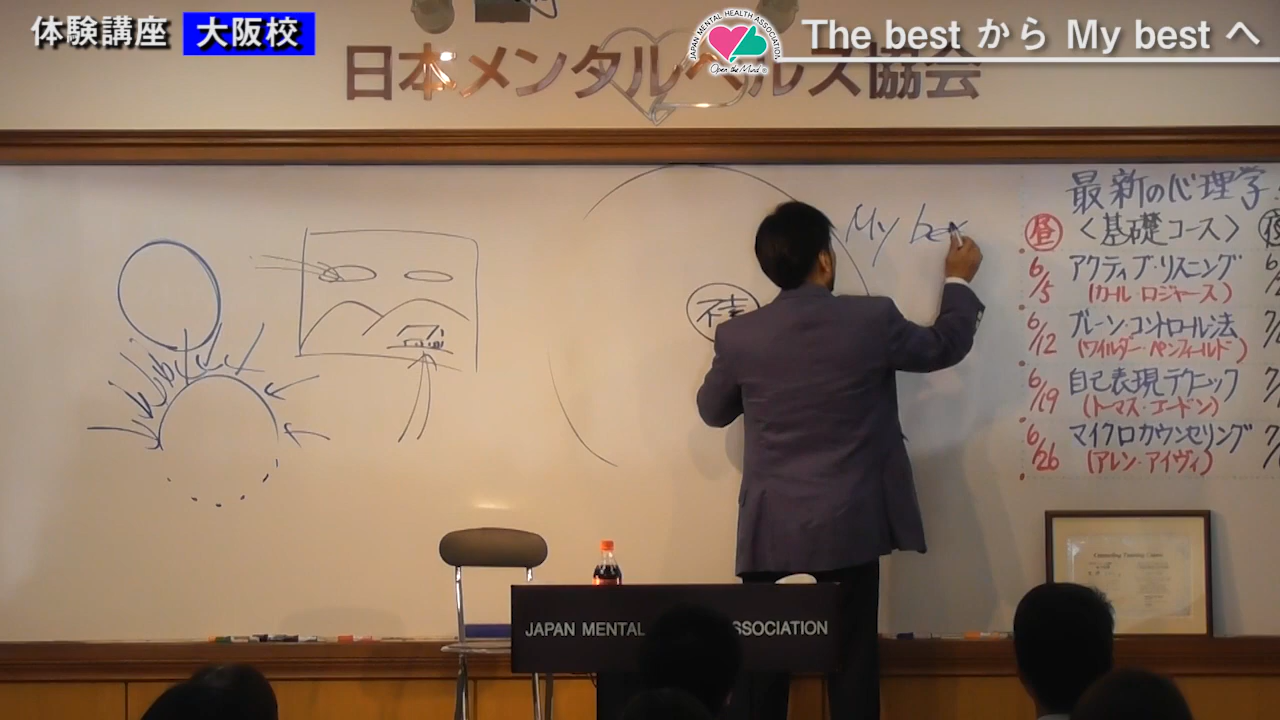 体験講座 大阪校
The best から My best へ
JAPAN MENTAL HEALTH ASSOCIATION
Open the Mind
日本メンタルヘルス協会
My bes
最新の心理学
昼 <基礎コース> 夜
6/5 アクティブ・リスニング
(カール・ロジャース)
6/12 ブレーン・コントロール法
(ワイルダー・ペンフィールド)
6/19 自己表現テクニック
(トーマス・ゴードン)
6/26 マイクロカウンセリング
(アレン・アイヴィ)
JAPAN MENTAL SSOCIATION